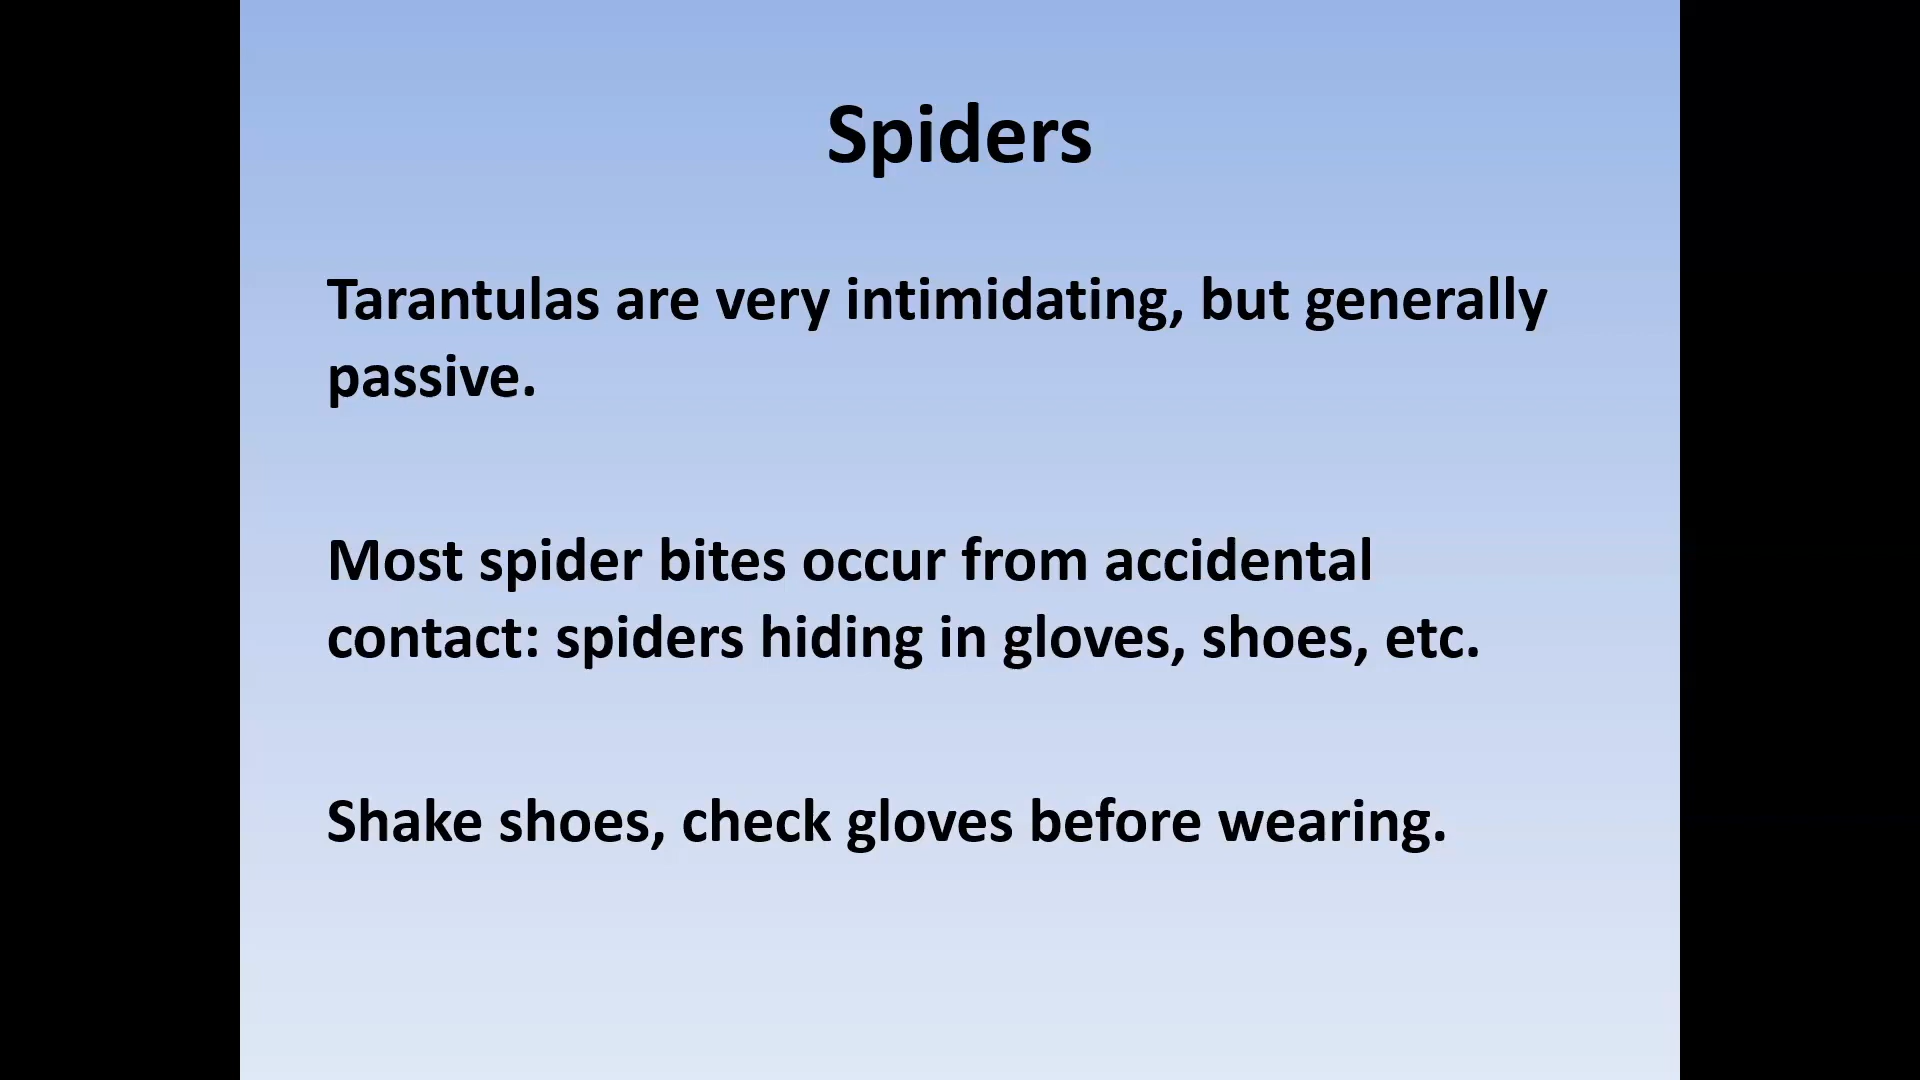 Spiders
Tarantulas are very intimidating, but generally
passive.
Most spider bites occur from accidental
contact: spiders hiding in gloves, shoes, etc.
Shake shoes, check gloves before wearing.